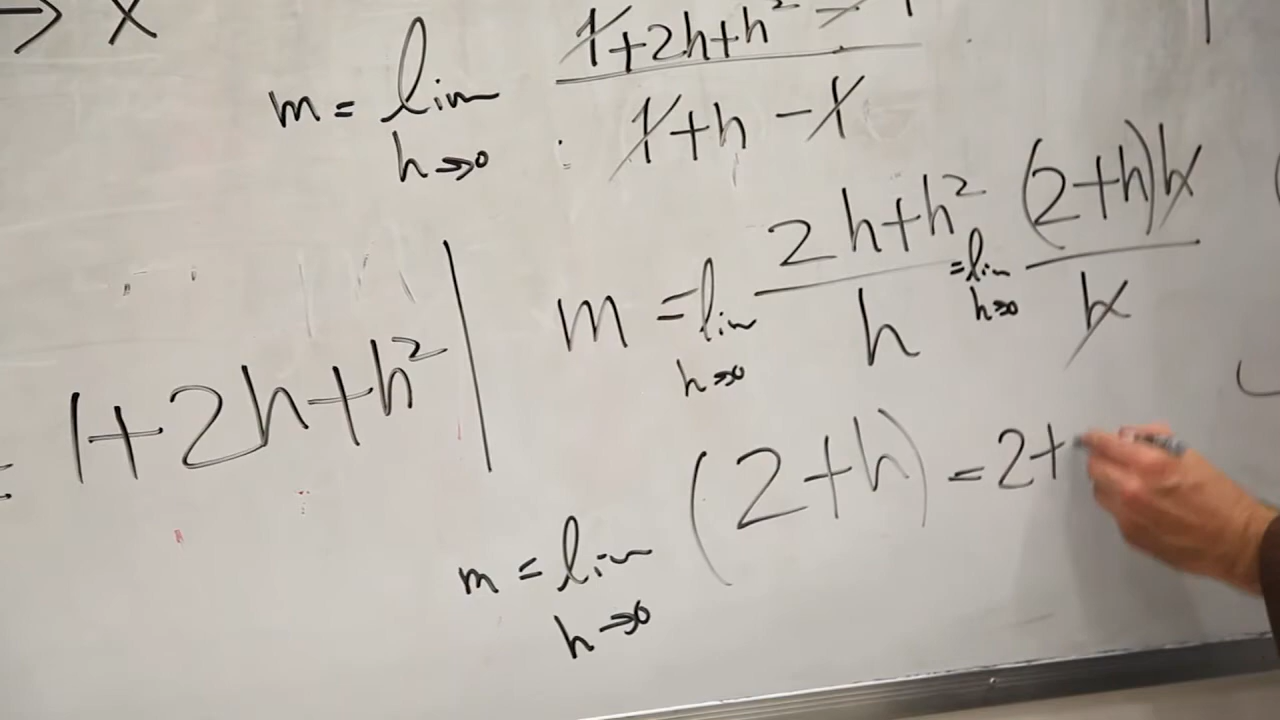 → x
m = lim h→0 (1+2h+h² - 1) / (1+h - 1)
m = lim h→0 (2h+h²) / h = lim h→0 (2+h)h / h
= 1+2h+h²
m = lim h→0 (2+h) = 2+